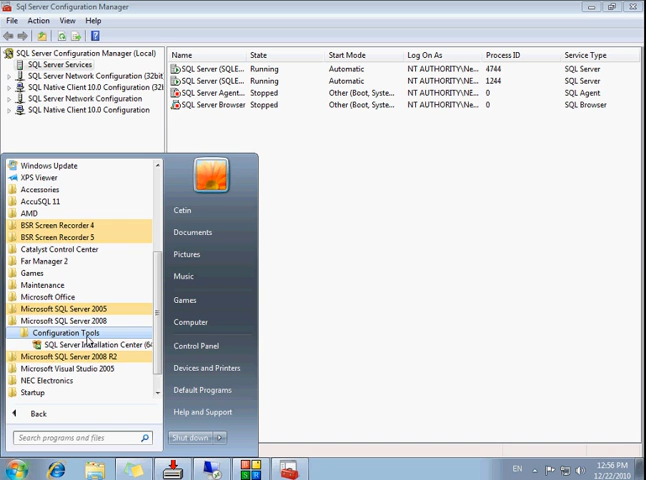 Sql Server Configuration Manager
File Action View Help
SQL Server Configuration Manager (Local)
SQL Server Services
SQL Server Network Configuration (32bit
SQL Native Client 10.0 Configuration (32l
SQL Server Network Configuration
SQL Native Client 10.0 Configuration
Name State Start Mode Log On As Process ID Service Type
SQL Server (SQLE... Running Automatic NT AUTHORITY\Ne... 4744 SQL Server
SQL Server (SQLE... Running Automatic NT AUTHORITY\Ne... 1244 SQL Server
SQL Server Agent... Stopped Other (Boot, Syste... NT AUTHORITY\Ne... 0 SQL Agent
SQL Server Browser Stopped Other (Boot, Syste... NT AUTHORITY\Ne... 0 SQL Browser
Windows Update
XPS Viewer
Accessories
AccuSQL 11
AMD
BSR Screen Recorder 4
BSR Screen Recorder 5
Catalyst Control Center
Far Manager 2
Games
Maintenance
Microsoft Office
Microsoft SQL Server 2005
Microsoft SQL Server 2008
Configuration Tools
SQL Server Installation Center (64
Microsoft SQL Server 2008 R2
Microsoft Visual Studio 2005
NEC Electronics
Startup
Back
Search programs and files
Cetin
Documents
Pictures
Music
Games
Computer
Control Panel
Devices and Printers
Default Programs
Help and Support
Shut down
EN
12:56 PM
12/22/2010